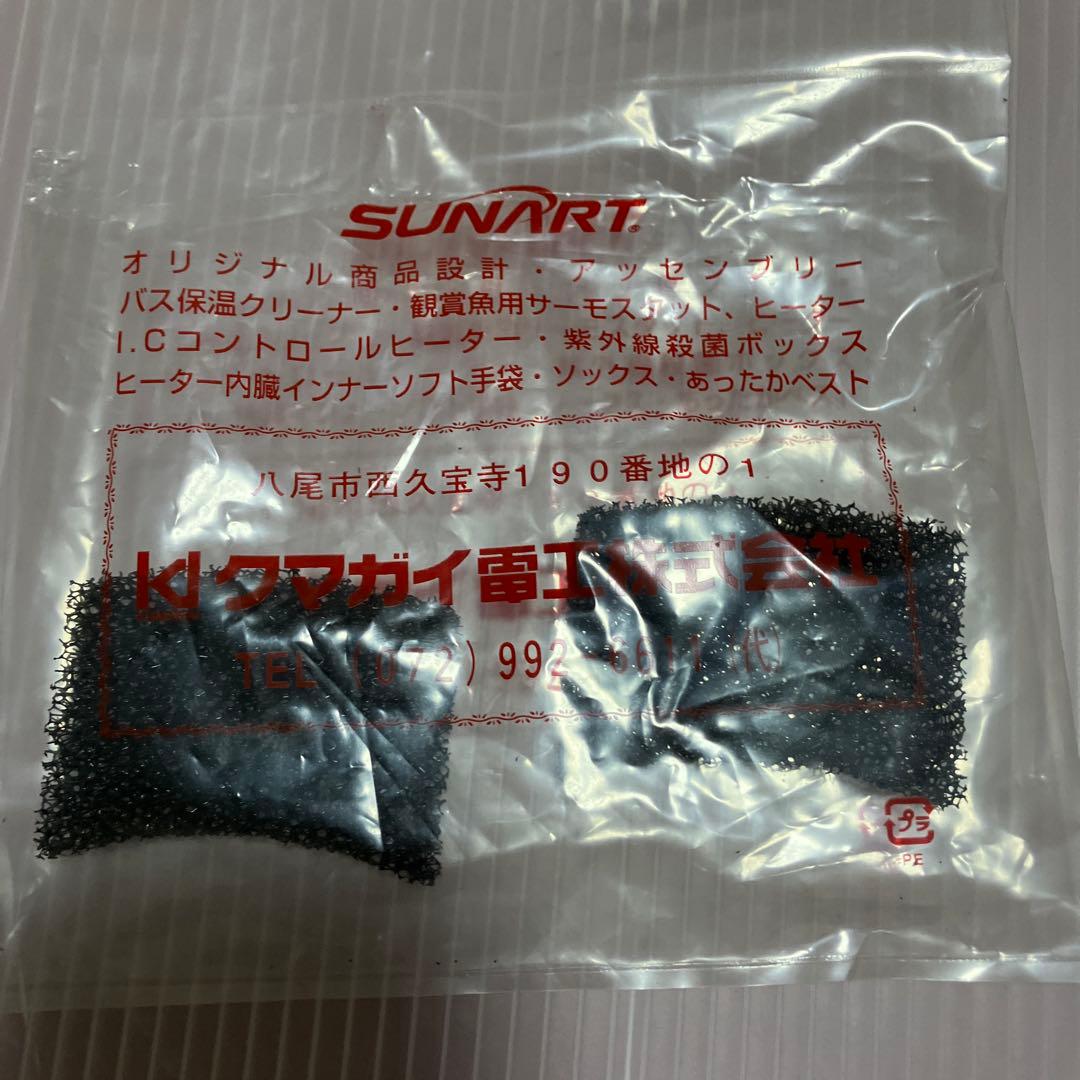 SUNART®
オリジナル商品設計・アッセンブリー
バス保温クリーナー・観賞魚用サーモスタット、ヒーター
I.Cコントロールヒーター・紫外線殺菌ボックス
ヒーター内臓インナーソフト手袋・ソックス・あったかベスト
八尾市西久宝寺190番地の1
クマガイ電工株式会社
TEL (072) 992-6611 (代)
プラ
PE